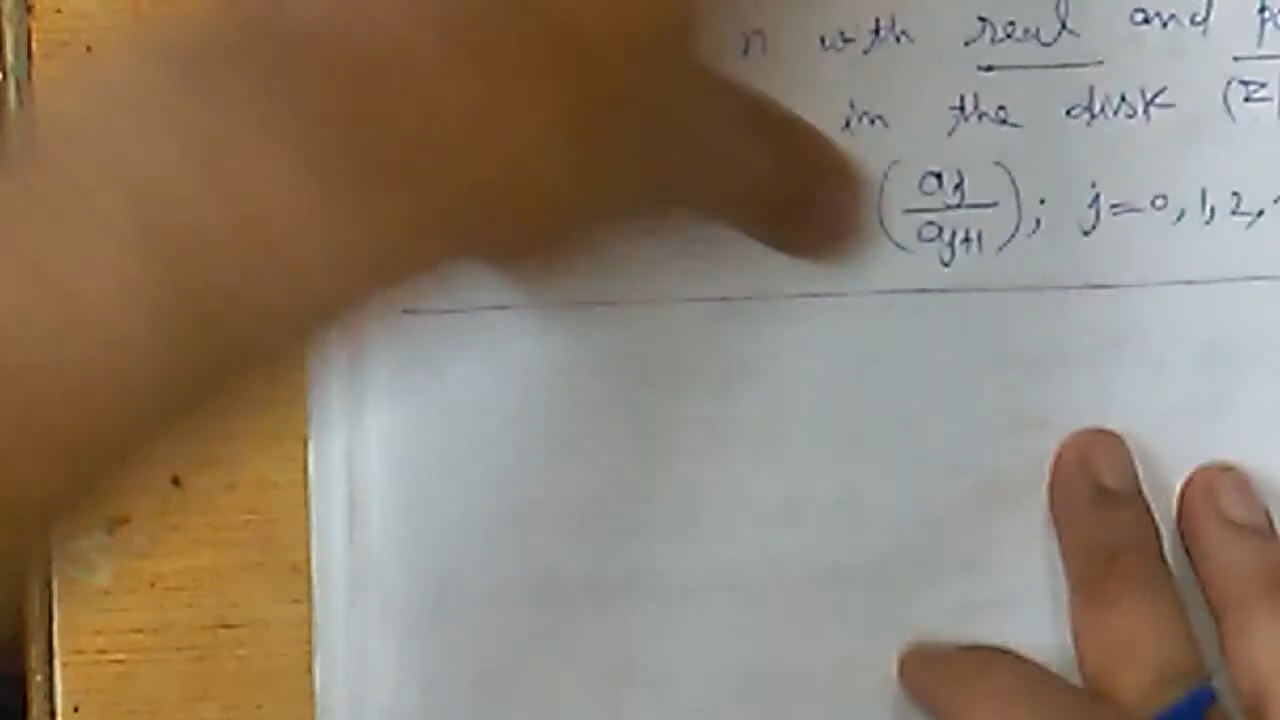 n with real and
in the disk (z|
(aj/aj+1); j=0,1,2,